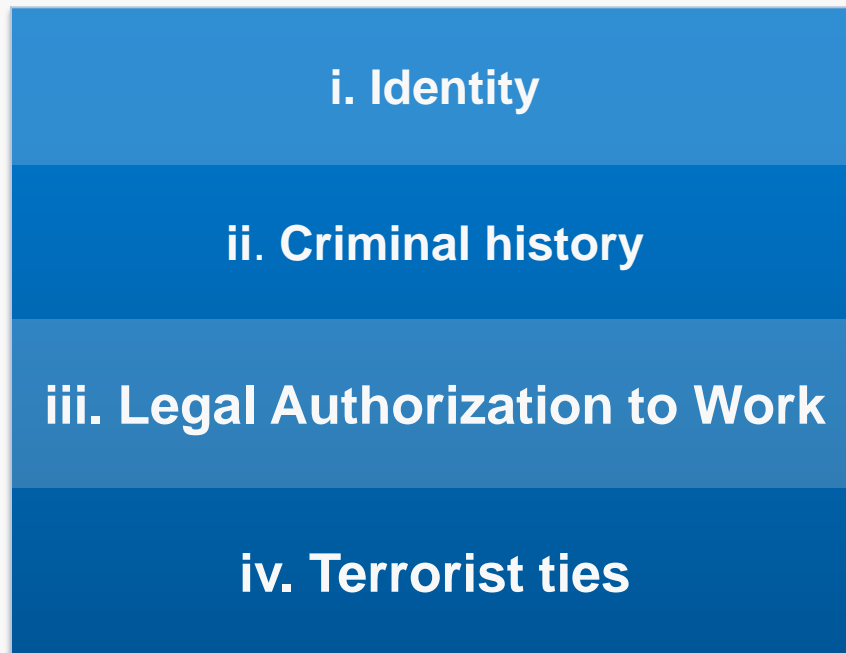 i. Identity
ii. Criminal history
iii. Legal Authorization to Work
iv. Terrorist ties